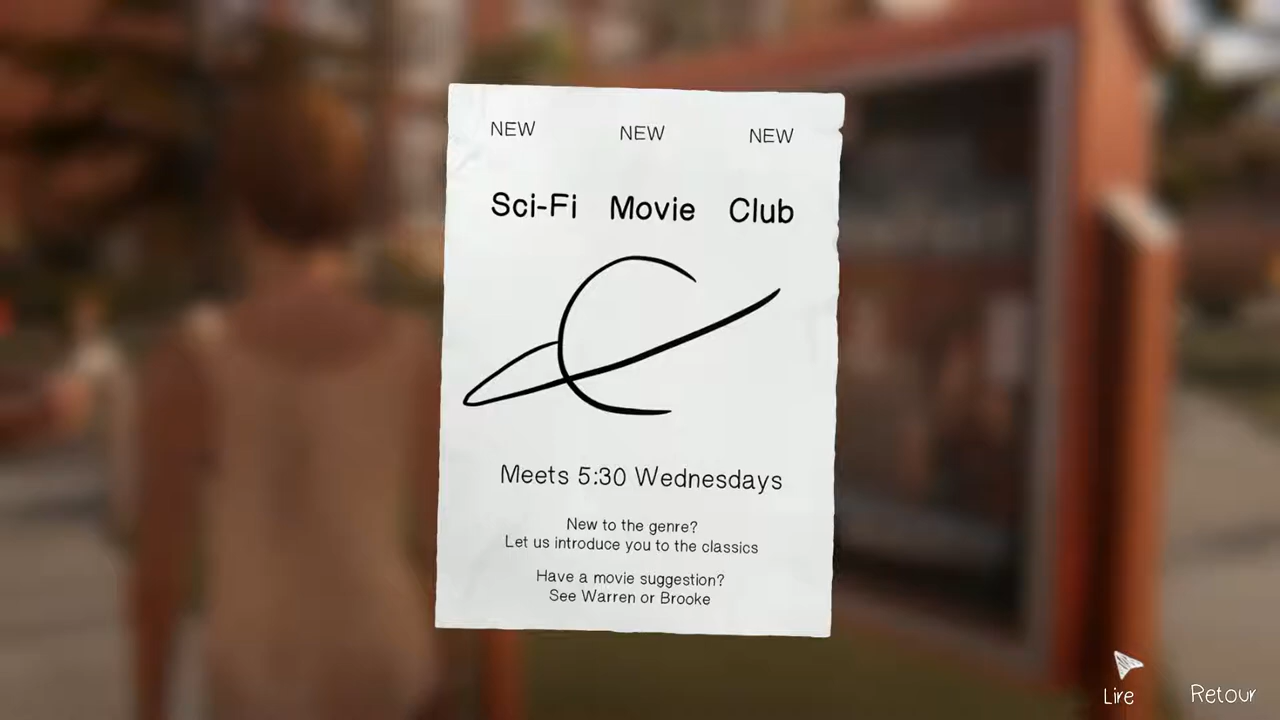 NEW NEW NEW
Sci-Fi Movie Club
Meets 5:30 Wednesdays
New to the genre?
Let us introduce you to the classics
Have a movie suggestion?
See Warren or Brooke
Lire Retour